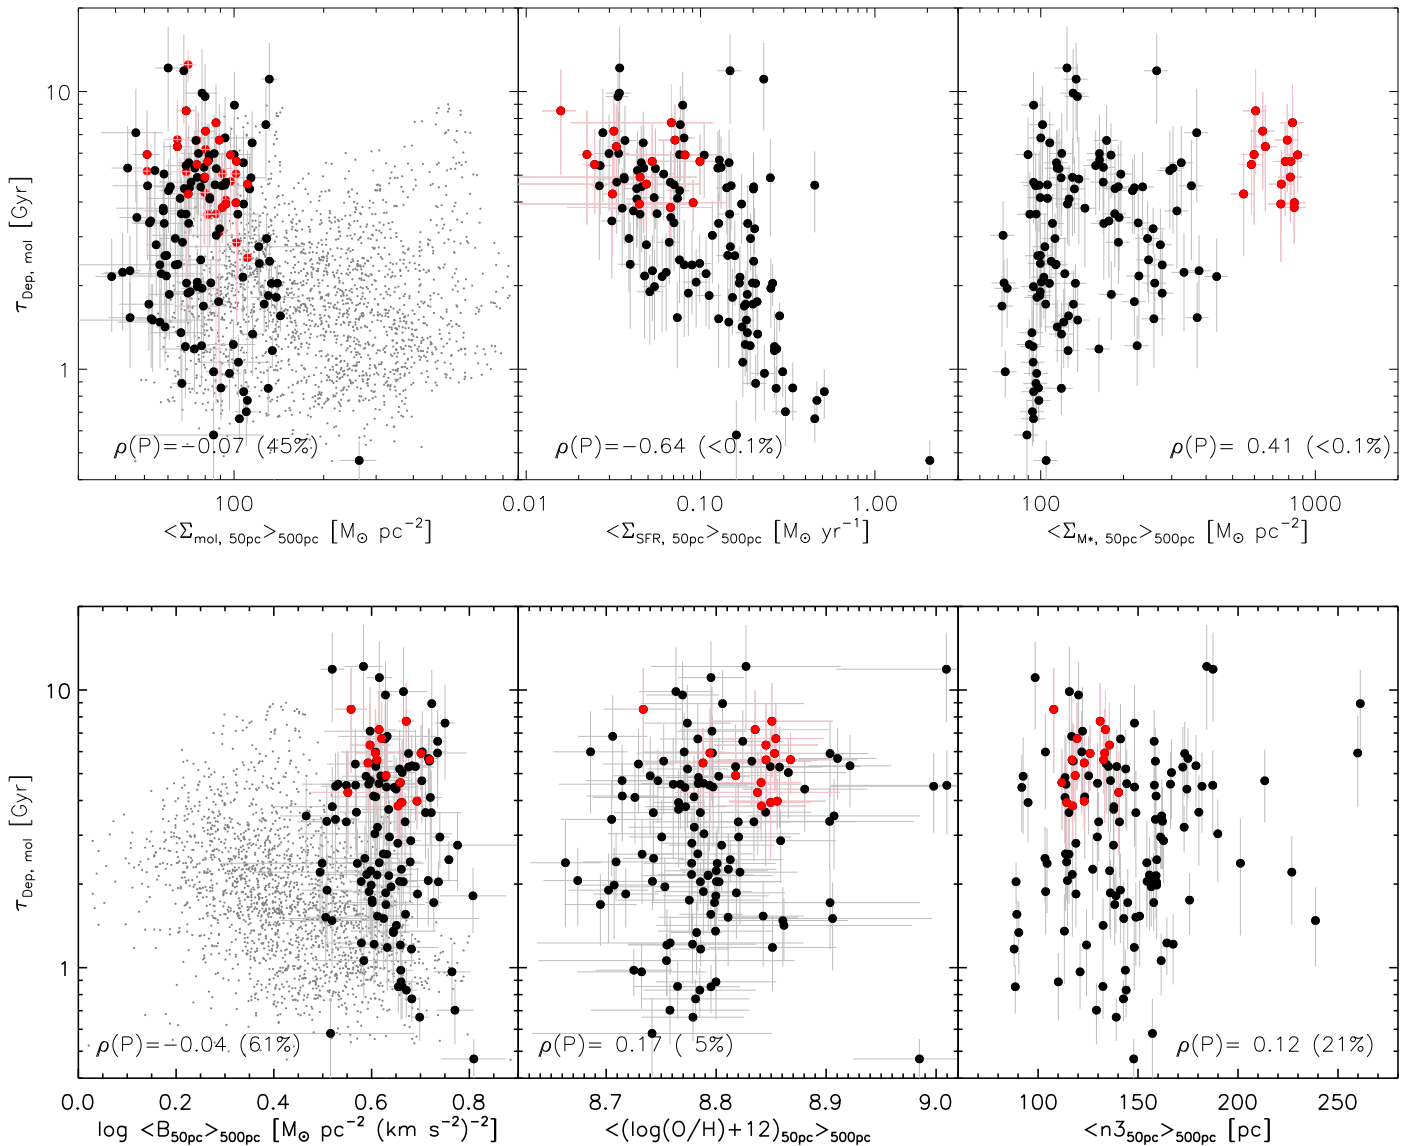 10
1
τDep, mol [Gyr]
ρ(P)=−0.07 (45%)
ρ(P)=−0.64 (<0.1%)
ρ(P)= 0.41 (<0.1%)
100
0.01
0.10
1.00
100
1000
<Σmol, 50pc>500pc [M⊙ pc−2]
<ΣSFR, 50pc>500pc [M⊙ yr−1]
<ΣM*, 50pc>500pc [M⊙ pc−2]
10
1
τDep, mol [Gyr]
ρ(P)=−0.04 (61%)
ρ(P)= 0.17 ( 5%)
ρ(P)= 0.12 (21%)
0.0 0.2 0.4 0.6 0.8
8.7 8.8 8.9 9.0
100 150 200 250
log <B50pc>500pc [M⊙ pc−2 (km s−2)−2]
<(log(O/H)+12)50pc>500pc
<n350pc>500pc [pc]